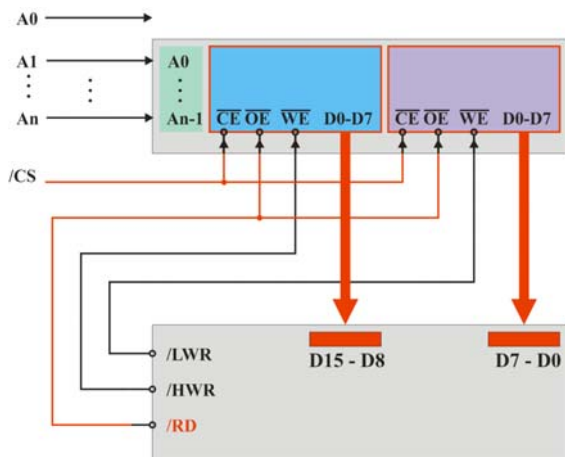 A0
A1 A0
An An-1 CE OE WE D0-D7 CE OE WE D0-D7
/CS
/LWR D15 - D8 D7 - D0
/HWR
/RD